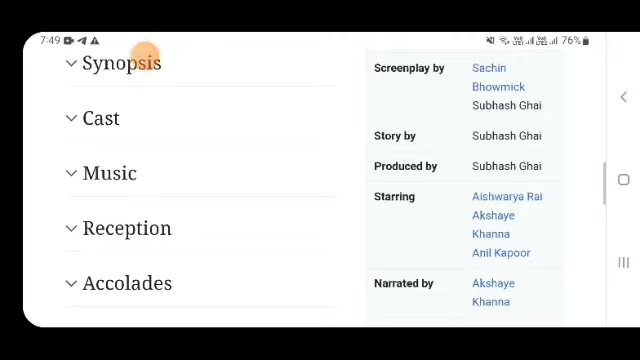 7:49
76%
Synopsis
Cast
Music
Reception
Accolades
Screenplay by Sachin
Bhowmick
Subhash Ghai
Story by Subhash Ghai
Produced by Subhash Ghai
Starring Aishwarya Rai
Akshaye
Khanna
Anil Kapoor
Narrated by Akshaye
Khanna